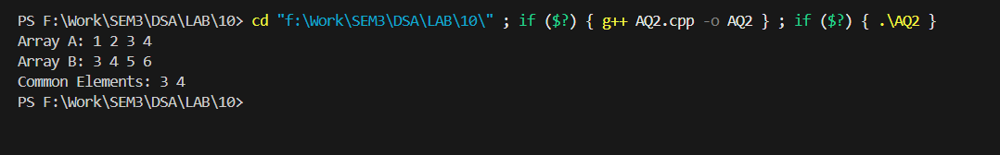 PS F:\Work\SEM3\DSA\LAB\10> cd "f:\Work\SEM3\DSA\LAB\10\" ; if ($?) { g++ AQ2.cpp -o AQ2 } ; if ($?) { .\AQ2 }
Array A: 1 2 3 4
Array B: 3 4 5 6
Common Elements: 3 4
PS F:\Work\SEM3\DSA\LAB\10>